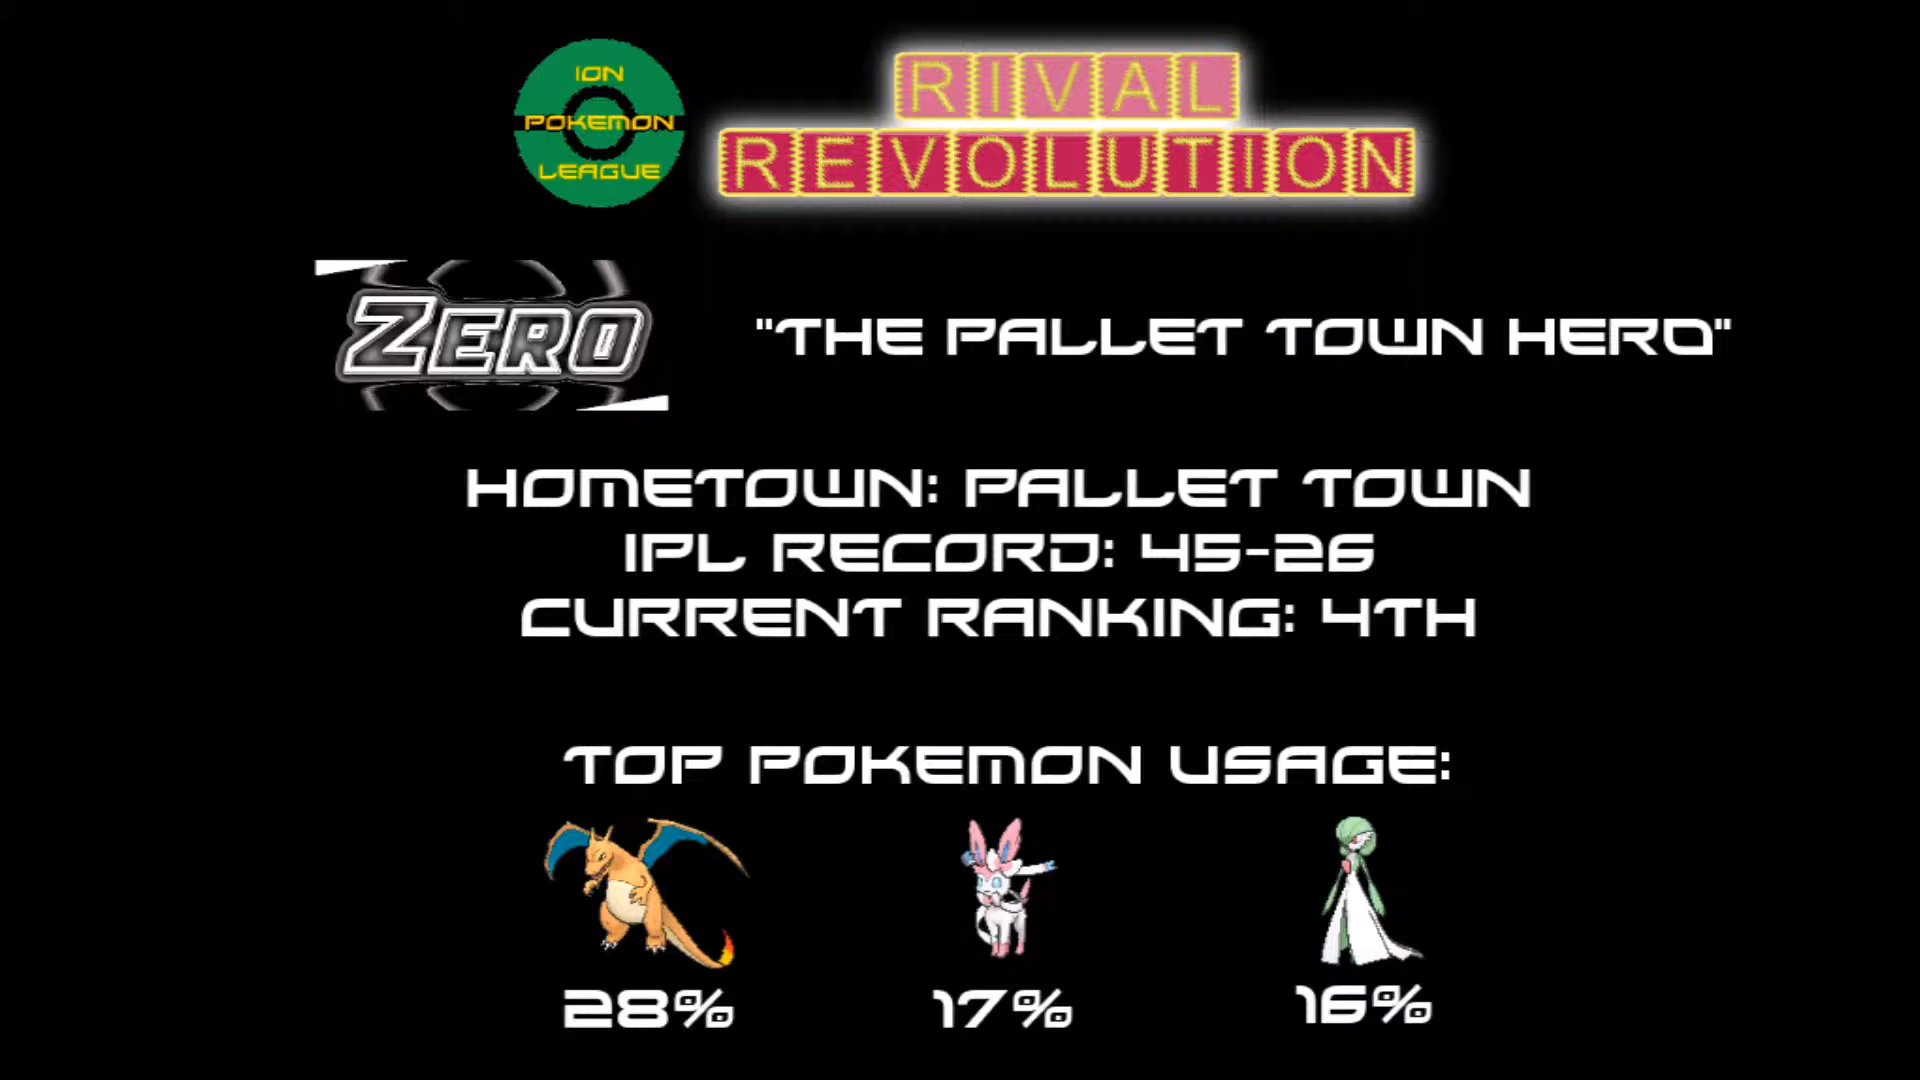 ION
POKEMON
LEAGUE
RIVAL
REVOLUTION
ZERO
"THE PALLET TOWN HERO"
HOMETOWN: PALLET TOWN
IPL RECORD: 45-26
CURRENT RANKING: 4TH
TOP POKEMON USAGE:
28% 17% 16%